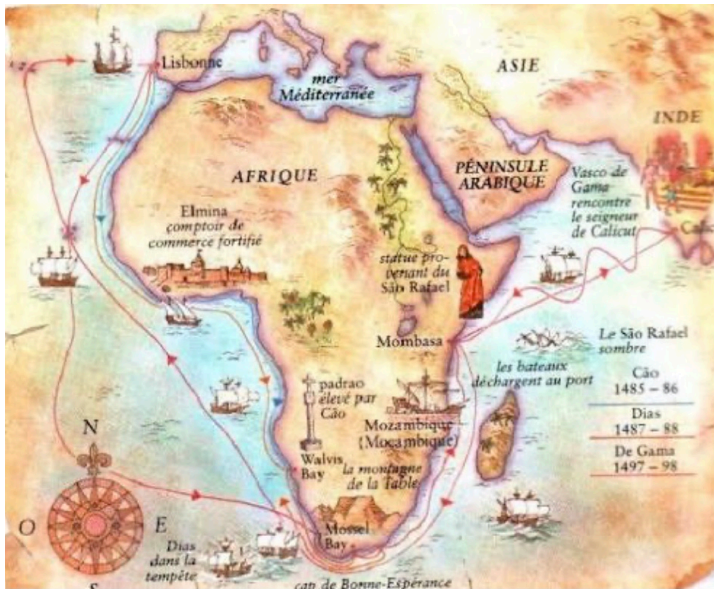 Lisbonne
mer
Méditerranée
ASIE
INDE
AFRIQUE
PÉNINSULE
ARABIQUE
Vasco de
Gama
rencontre
le seigneur
de Calicut
Elmina
comptoir de
commerce fortifié
statue pro-
venant du
São Rafael
Mombasa
Le São Rafael
sombre
les bateaux
déchargent au port
padrao
élevé par
Cão
Mozambique
(Moçambique)
Cão
1485 – 86
Dias
1487 – 88
De Gama
1497 – 98
Walvis
Bay
la montagne
de la Table
N
O
E
S
Mossel
Bay
Dias
dans la
tempête
cap de Bonne-Espérance